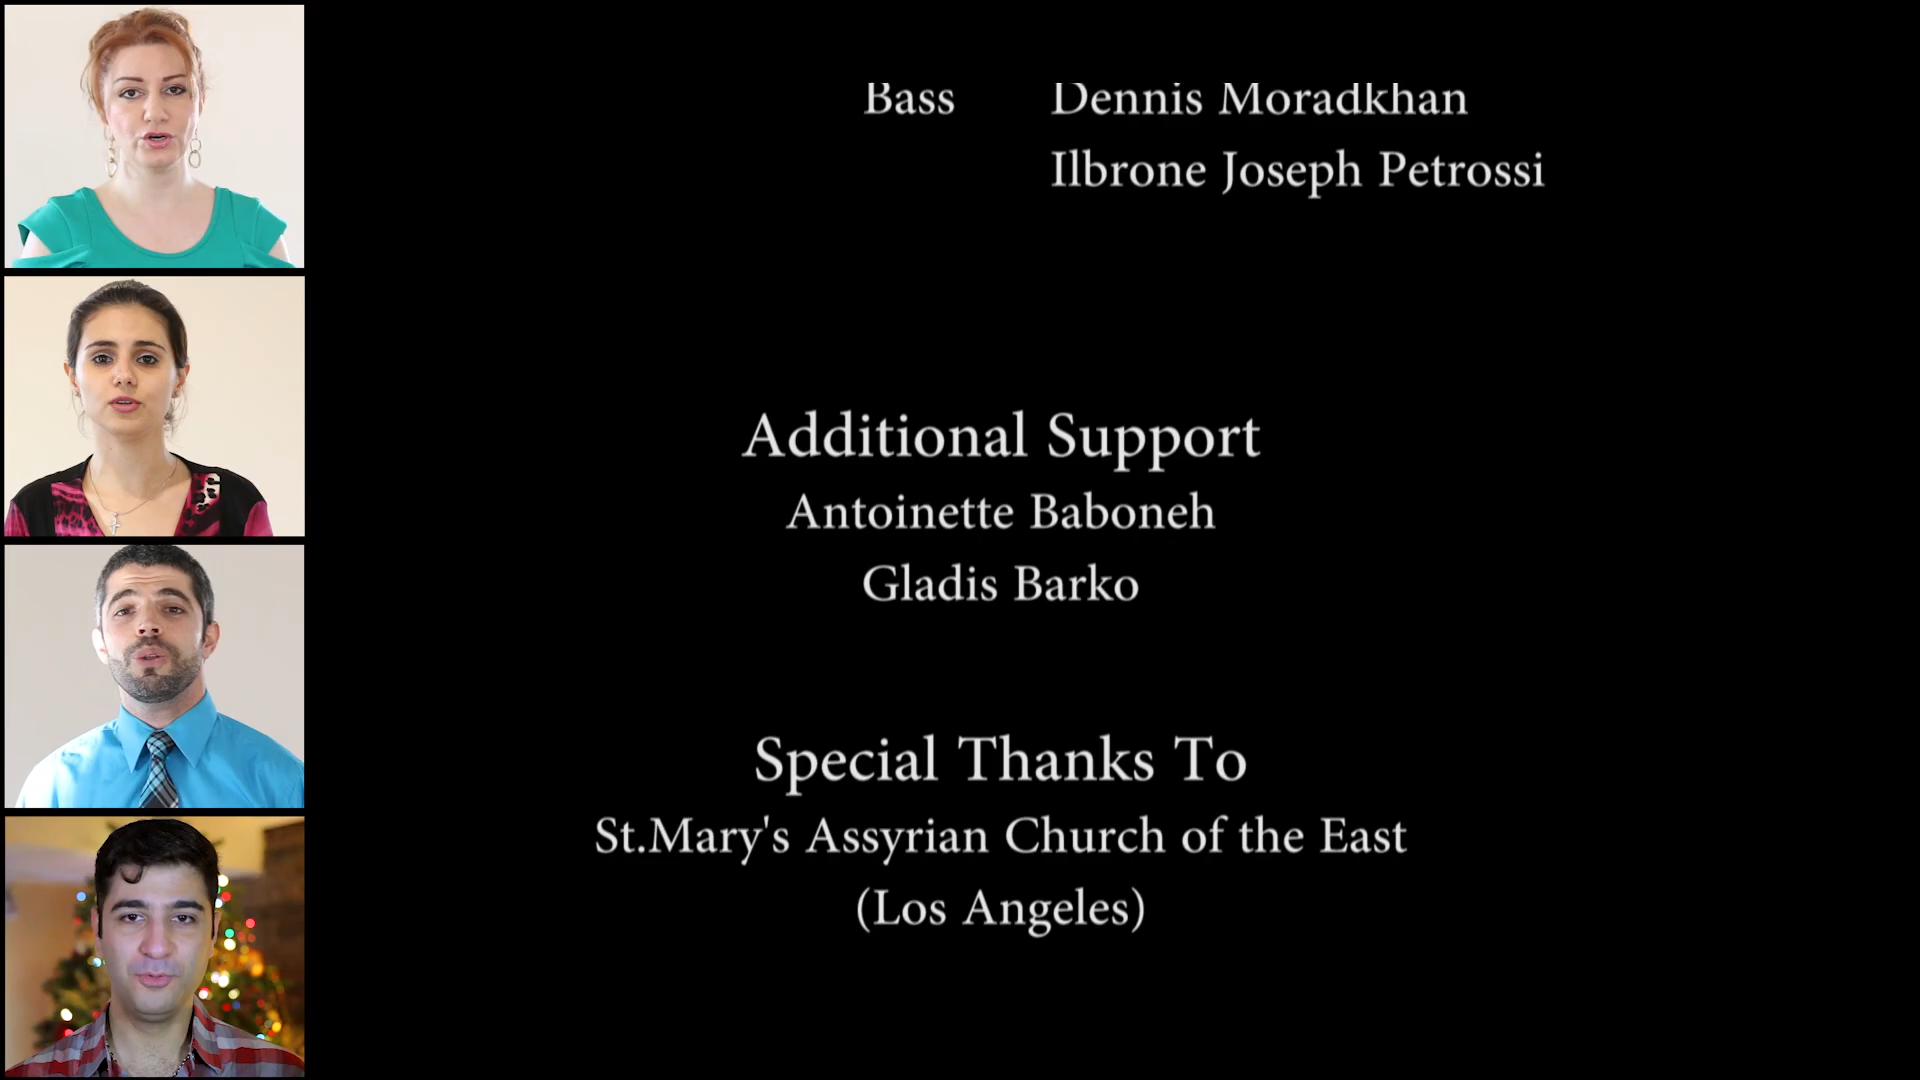 Bass Dennis Moradkhan
Ilbrone Joseph Petrossi
Additional Support
Antoinette Baboneh
Gladis Barko
Special Thanks To
St.Mary's Assyrian Church of the East
(Los Angeles)